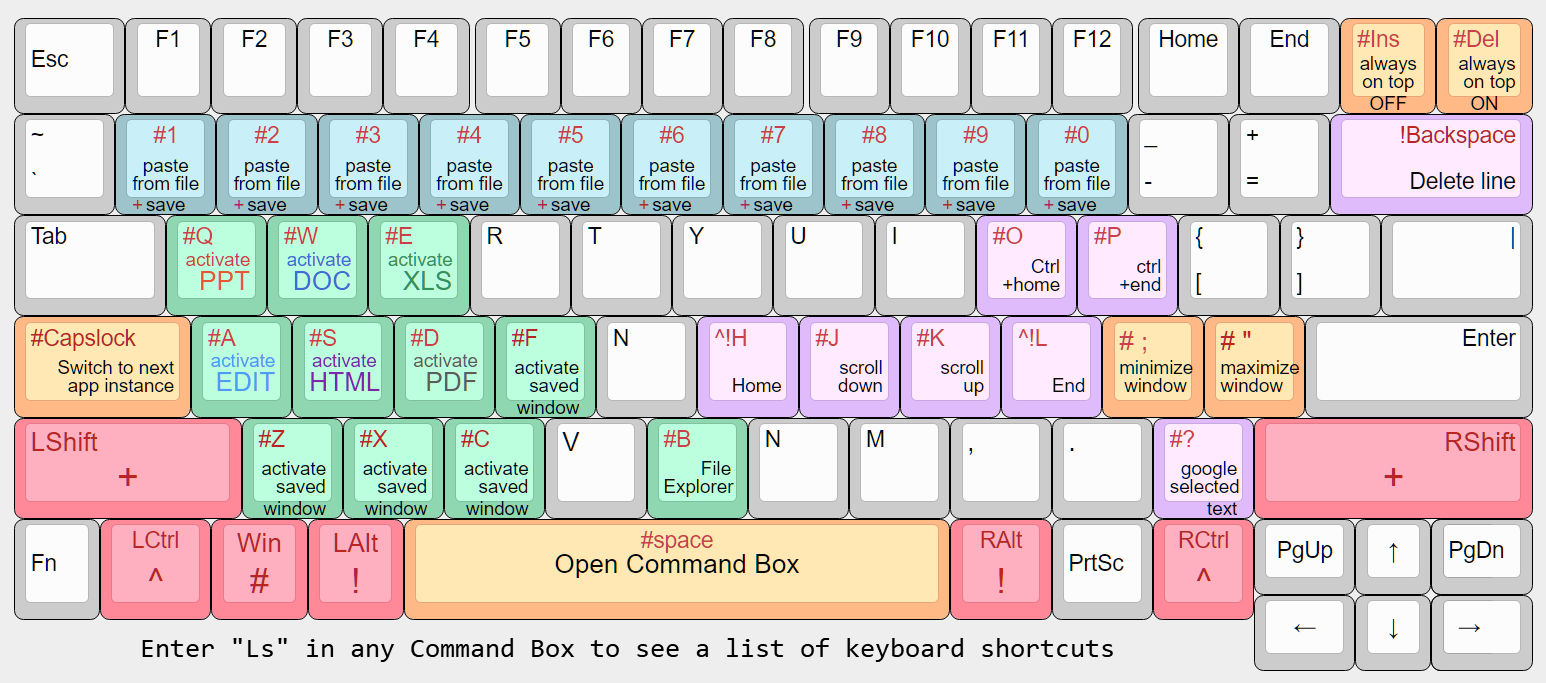 Esc
F1
F2
F3
F4
F5
F6
F7
F8
F9
F10
F11
F12
Home
End
#Ins
always
on top
OFF
#Del
always
on top
ON
~
`
#1
paste
from file
+ save
#2
paste
from file
+ save
#3
paste
from file
+ save
#4
paste
from file
+ save
#5
paste
from file
+ save
#6
paste
from file
+ save
#7
paste
from file
+ save
#8
paste
from file
+ save
#9
paste
from file
+ save
#0
paste
from file
+ save
_
-
+
=
!Backspace
Delete line
Tab
#Q
activate
PPT
#W
activate
DOC
#E
activate
XLS
R
T
Y
U
I
#O
Ctrl
+home
#P
ctrl
+end
{
[
}
]
|
#Capslock
Switch to next
app instance
#A
activate
EDIT
#S
activate
HTML
#D
activate
PDF
#F
activate
saved
window
N
^!H
Home
#J
scroll
down
#K
scroll
up
^!L
End
# ;
minimize
window
# "
maximize
window
Enter
LShift
+
#Z
activate
saved
window
#X
activate
saved
window
#C
activate
saved
window
V
#B
File
Explorer
N
M
,
.
#?
google
selected
text
RShift
+
Fn
LCtrl
^
Win
#
LAlt
!
#space
Open Command Box
RAlt
!
PrtSc
RCtrl
^
PgUp
↑
PgDn
←
↓
→
Enter "Ls" in any Command Box to see a list of keyboard shortcuts